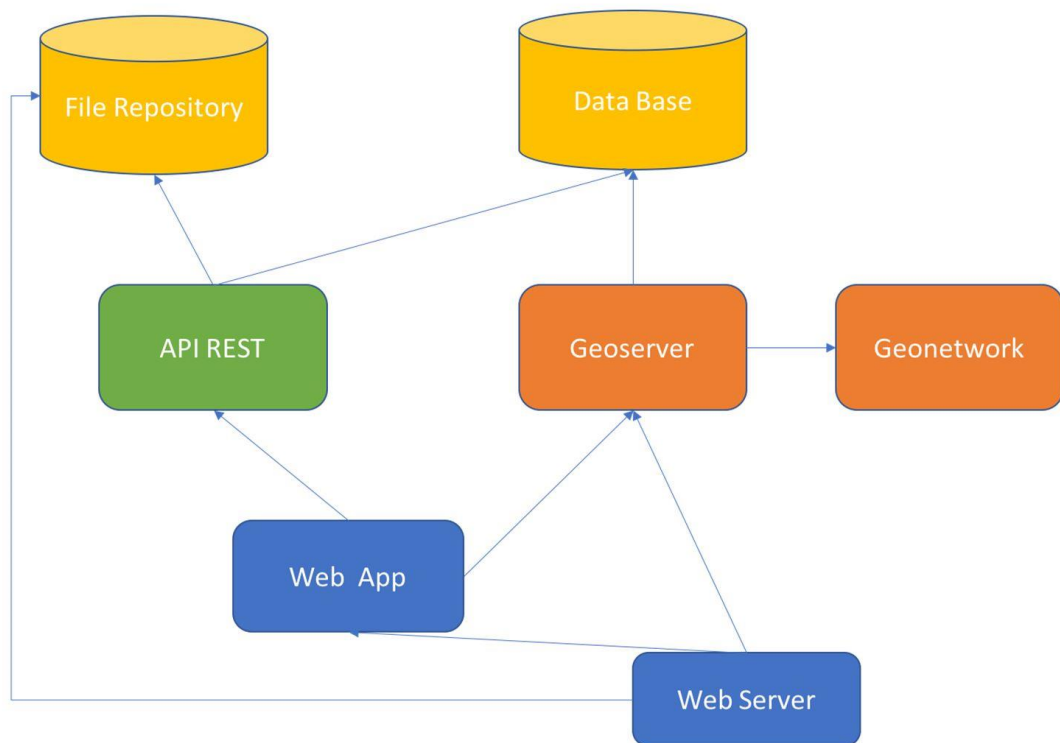 File Repository
Data Base
API REST
Geoserver
Geonetwork
Web App
Web Server